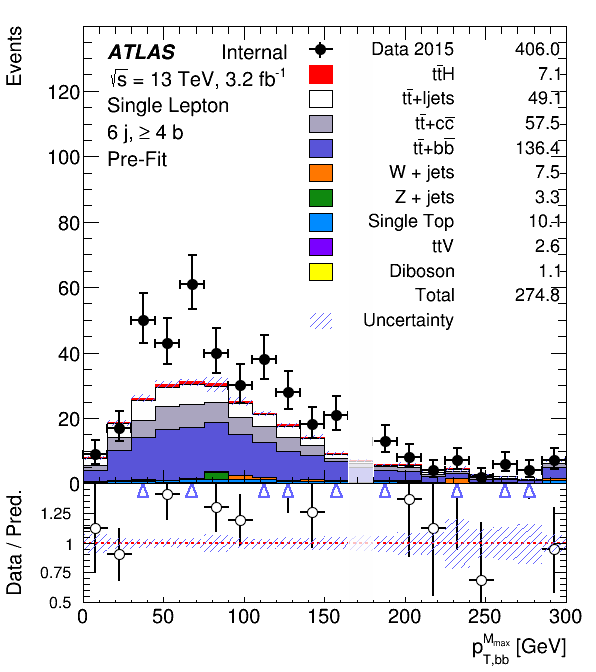 Events
ATLAS Internal
√s = 13 TeV, 3.2 fb⁻¹
Single Lepton
6 j, ≥ 4 b
Pre-Fit
Data 2015 406.0
tt̄H 7.1
tt̄+ljets 49.1
tt̄+cc̄ 57.5
tt̄+bb̄ 136.4
W + jets 7.5
Z + jets 3.3
Single Top 10.1
ttV 2.6
Diboson 1.1
Total 274.8
Uncertainty
120
100
80
60
40
20
0
Data / Pred.
1.25
1
0.75
0.5
0 50 100 150 200 250 300
p_{T,bb}^{M_{max}} [GeV]